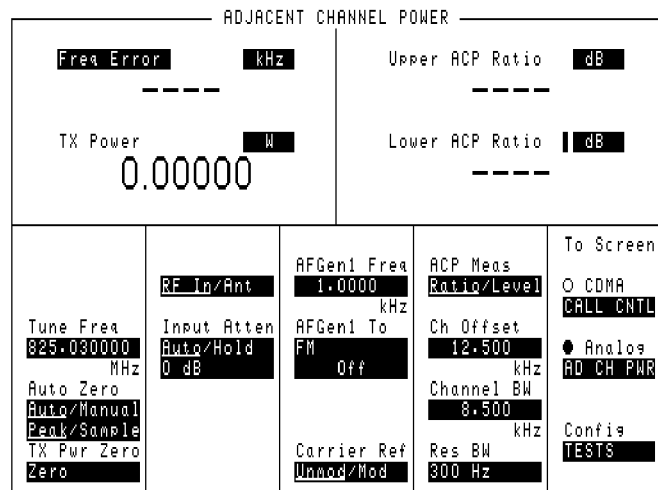 ADJACENT CHANNEL POWER
Freq Error kHz
----
TX Power W
0.00000
Upper ACP Ratio dB
----
Lower ACP Ratio dB
----
Tune Freq
825.030000
MHz
Auto Zero
Auto/Manual
Peak/Sample
TX Pwr Zero
Zero
RF In/Ant
Input Atten
Auto/Hold
0 dB
AFGen1 Freq
1.0000
kHz
AFGen1 To
FM
Off
Carrier Ref
Unmod/Mod
ACP Meas
Ratio/Level
Ch Offset
12.500
kHz
Channel BW
8.500
kHz
Res BW
300 Hz
To Screen
CDMA
CALL CNTL
Analog
AD CH PWR
Config
TESTS